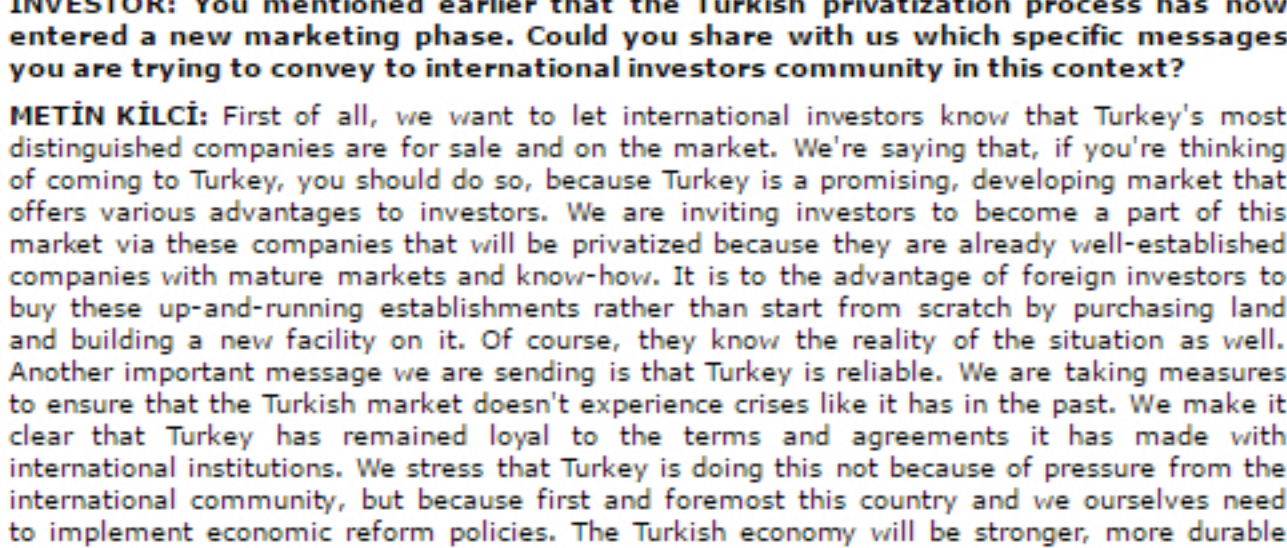 INVESTOR: You mentioned earlier that the Turkish privatization process has now
entered a new marketing phase. Could you share with us which specific messages
you are trying to convey to international investors community in this context?
METİN KİLCİ: First of all, we want to let international investors know that Turkey's most
distinguished companies are for sale and on the market. We're saying that, if you're thinking
of coming to Turkey, you should do so, because Turkey is a promising, developing market that
offers various advantages to investors. We are inviting investors to become a part of this
market via these companies that will be privatized because they are already well-established
companies with mature markets and know-how. It is to the advantage of foreign investors to
buy these up-and-running establishments rather than start from scratch by purchasing land
and building a new facility on it. Of course, they know the reality of the situation as well.
Another important message we are sending is that Turkey is reliable. We are taking measures
to ensure that the Turkish market doesn't experience crises like it has in the past. We make it
clear that Turkey has remained loyal to the terms and agreements it has made with
international institutions. We stress that Turkey is doing this not because of pressure from the
international community, but because first and foremost this country and we ourselves need
to implement economic reform policies. The Turkish economy will be stronger, more durable